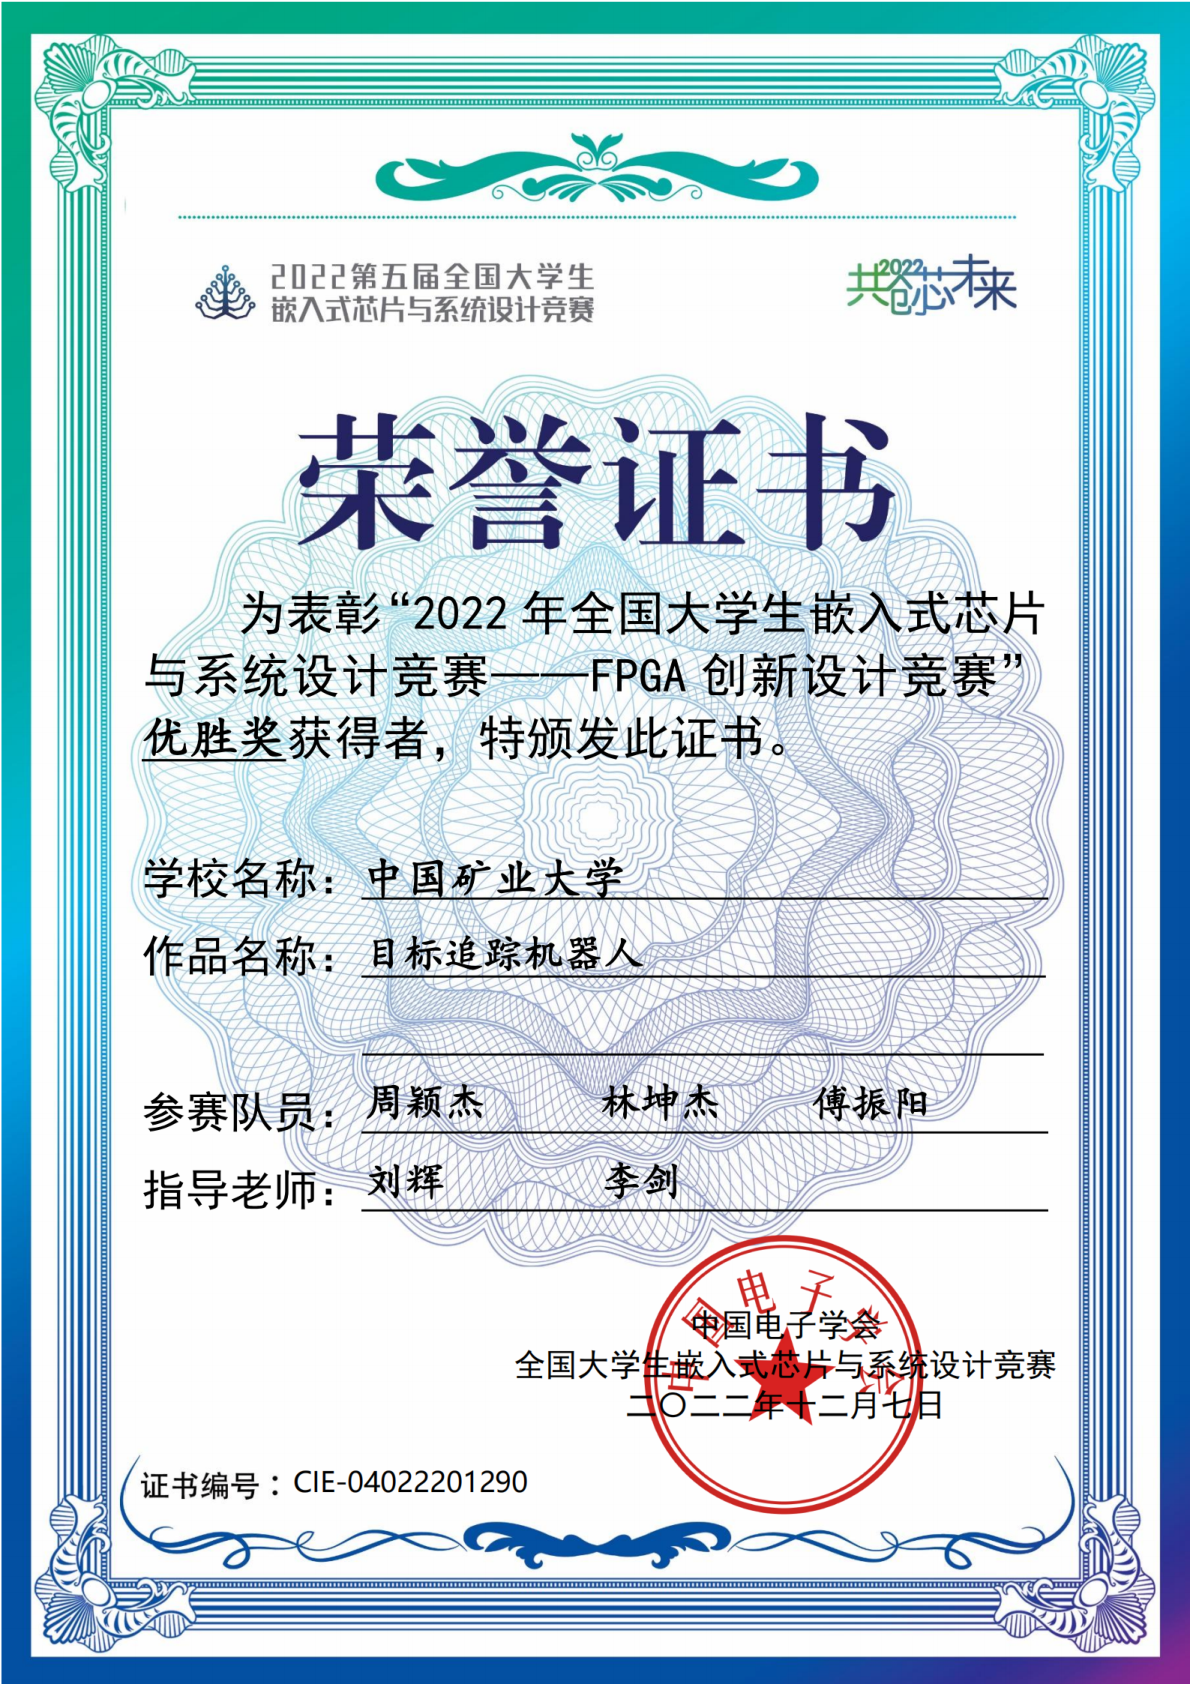 2022第五届全国大学生
嵌入式芯片与系统设计竞赛
2022
共创芯未来
荣誉证书
为表彰“2022 年全国大学生嵌入式芯片
与系统设计竞赛——FPGA 创新设计竞赛”
优胜奖获得者，特颁发此证书。
学校名称：中国矿业大学
作品名称：目标追踪机器人
参赛队员：周颖杰 林坤杰 傅振阳
指导老师：刘辉 李剑
中国电子学会
中国电子学会
全国大学生嵌入式芯片与系统设计竞赛
二〇二二年十二月七日
证书编号：CIE-04022201290